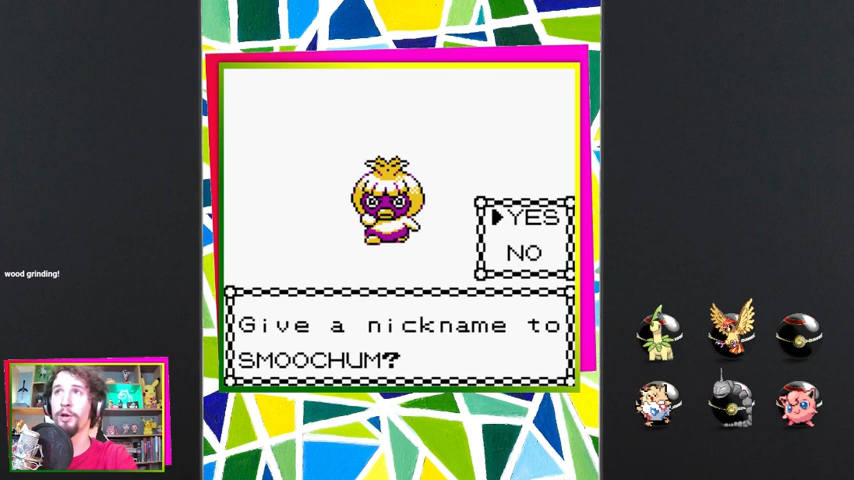 YES
NO
wood grinding!
Give a nickname to
SMOOCHUM?